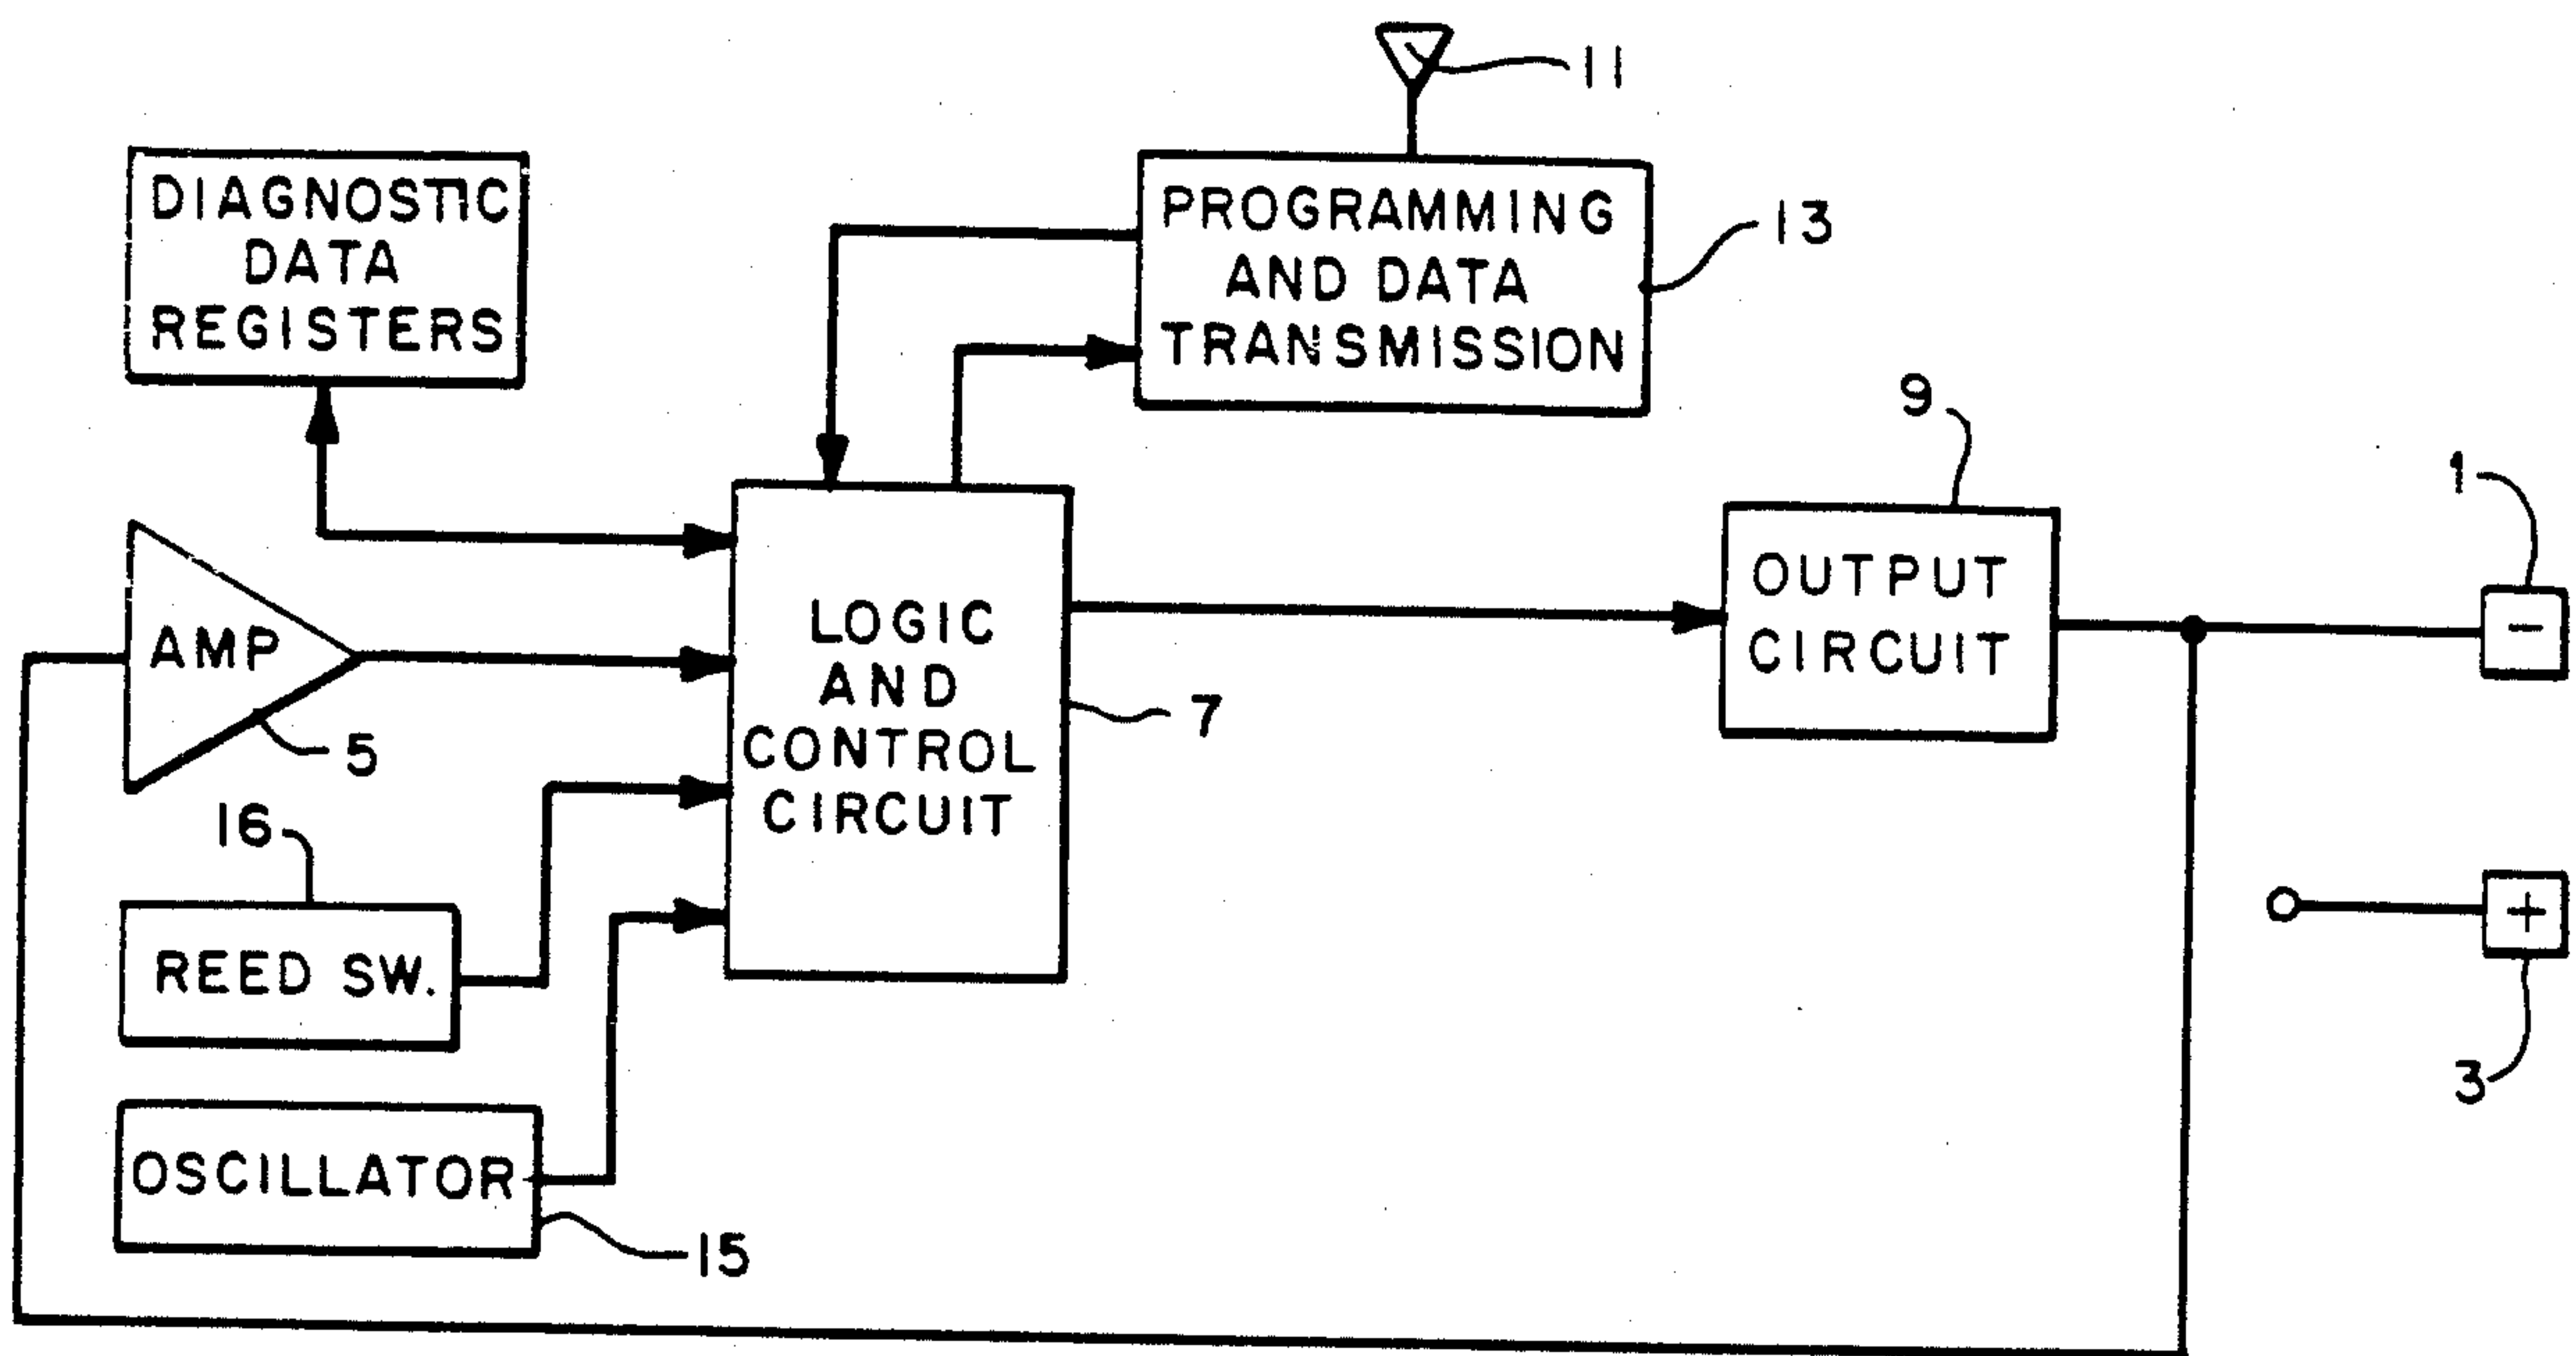 11
DIAGNOSTIC
DATA
REGISTERS
PROGRAMMING
AND DATA
TRANSMISSION
13
9
1
OUTPUT
CIRCUIT
-
AMP
5
LOGIC
AND
CONTROL
CIRCUIT
7
16
REED SW.
+
3
OSCILLATOR
15